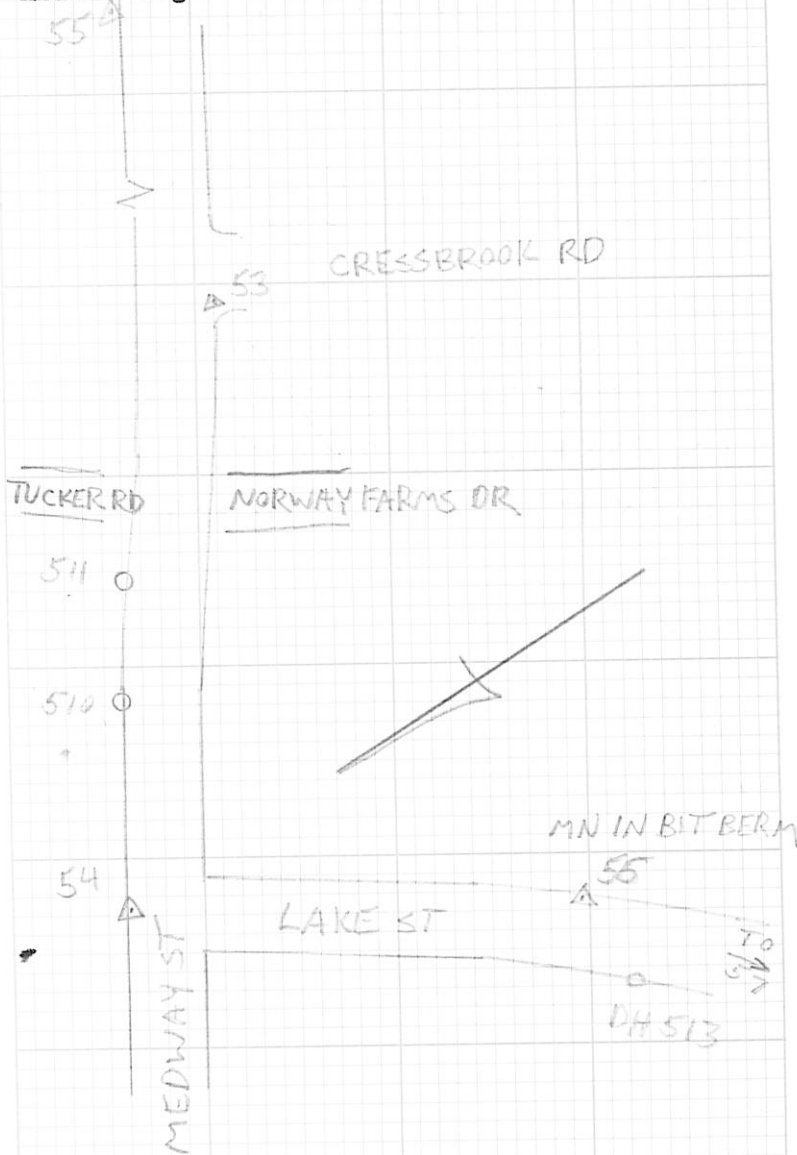 55
CRESSBROOK RD
53
TUCKER RD
NORWAY FARMS DR
511
510
MN IN BIT BERM
55
54
LAKE ST
TO
DH 513
MEDWAY ST